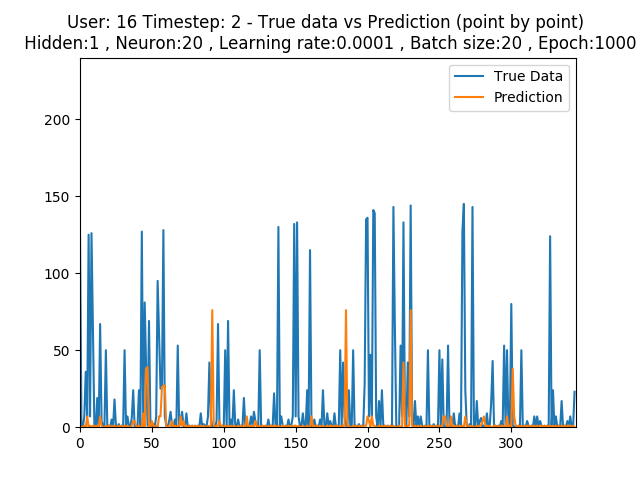 User: 16 Timestep: 2 - True data vs Prediction (point by point)
Hidden:1 , Neuron:20 , Learning rate:0.0001 , Batch size:20 , Epoch:1000
True Data
Prediction
200
150
100
50
0
0 50 100 150 200 250 300